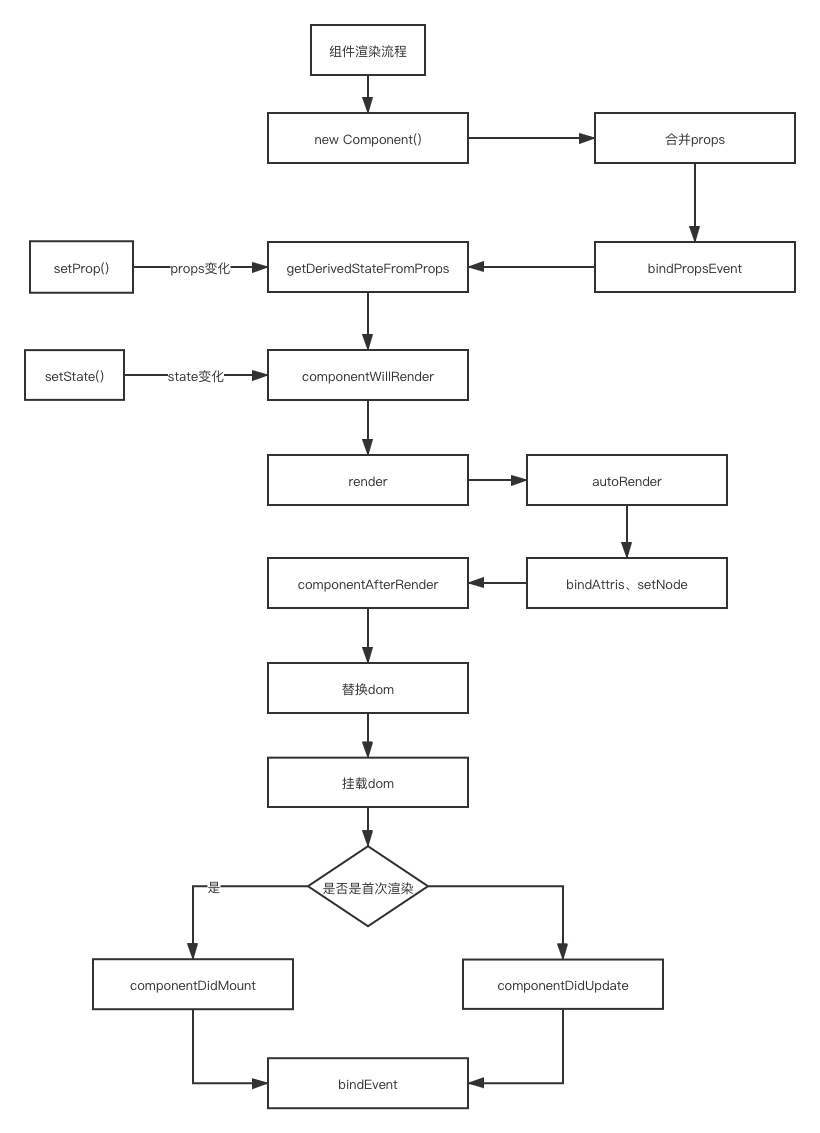 组件渲染流程
new Component()
合并props
setProp()
props变化
getDerivedStateFromProps
bindPropsEvent
setState()
state变化
componentWillRender
render
autoRender
componentAfterRender
bindAttris、setNode
替换dom
挂载dom
是
是否是首次渲染
componentDidMount
componentDidUpdate
bindEvent